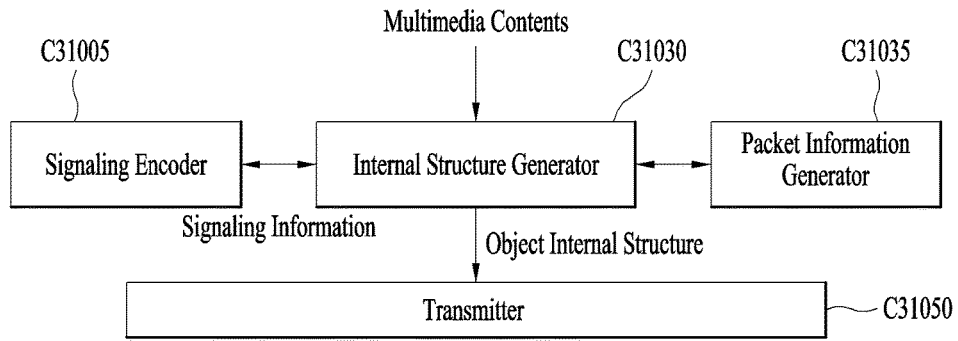 Multimedia Contents
C31005
C31030
C31035
Signaling Encoder
Internal Structure Generator
Packet Information
Generator
Signaling Information
Object Internal Structure
Transmitter
C31050